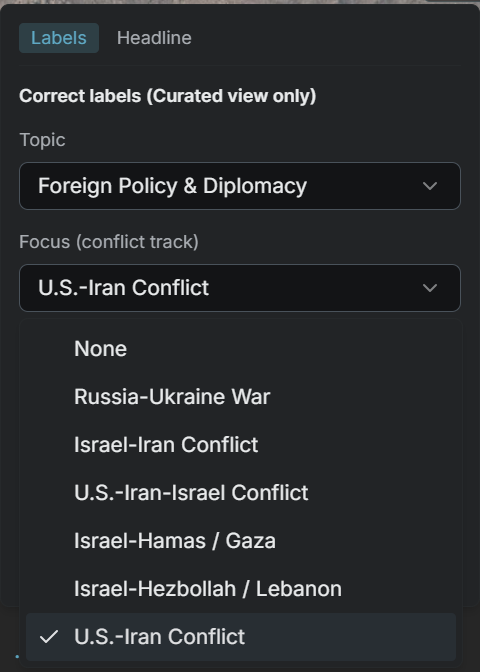 Labels Headline
Correct labels (Curated view only)
Topic
Foreign Policy & Diplomacy
Focus (conflict track)
U.S.-Iran Conflict
None
Russia-Ukraine War
Israel-Iran Conflict
U.S.-Iran-Israel Conflict
Israel-Hamas / Gaza
Israel-Hezbollah / Lebanon
U.S.-Iran Conflict